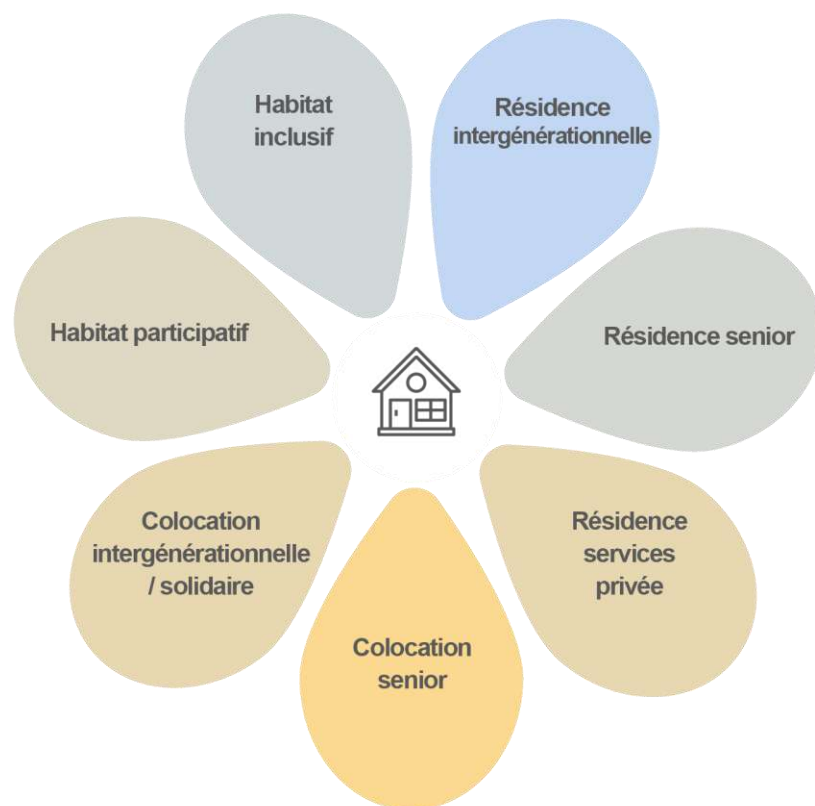 Habitat
inclusif
Résidence
intergénérationnelle
Habitat participatif
Résidence senior
Colocation
intergénérationnelle
/ solidaire
Résidence
services
privée
Colocation
senior